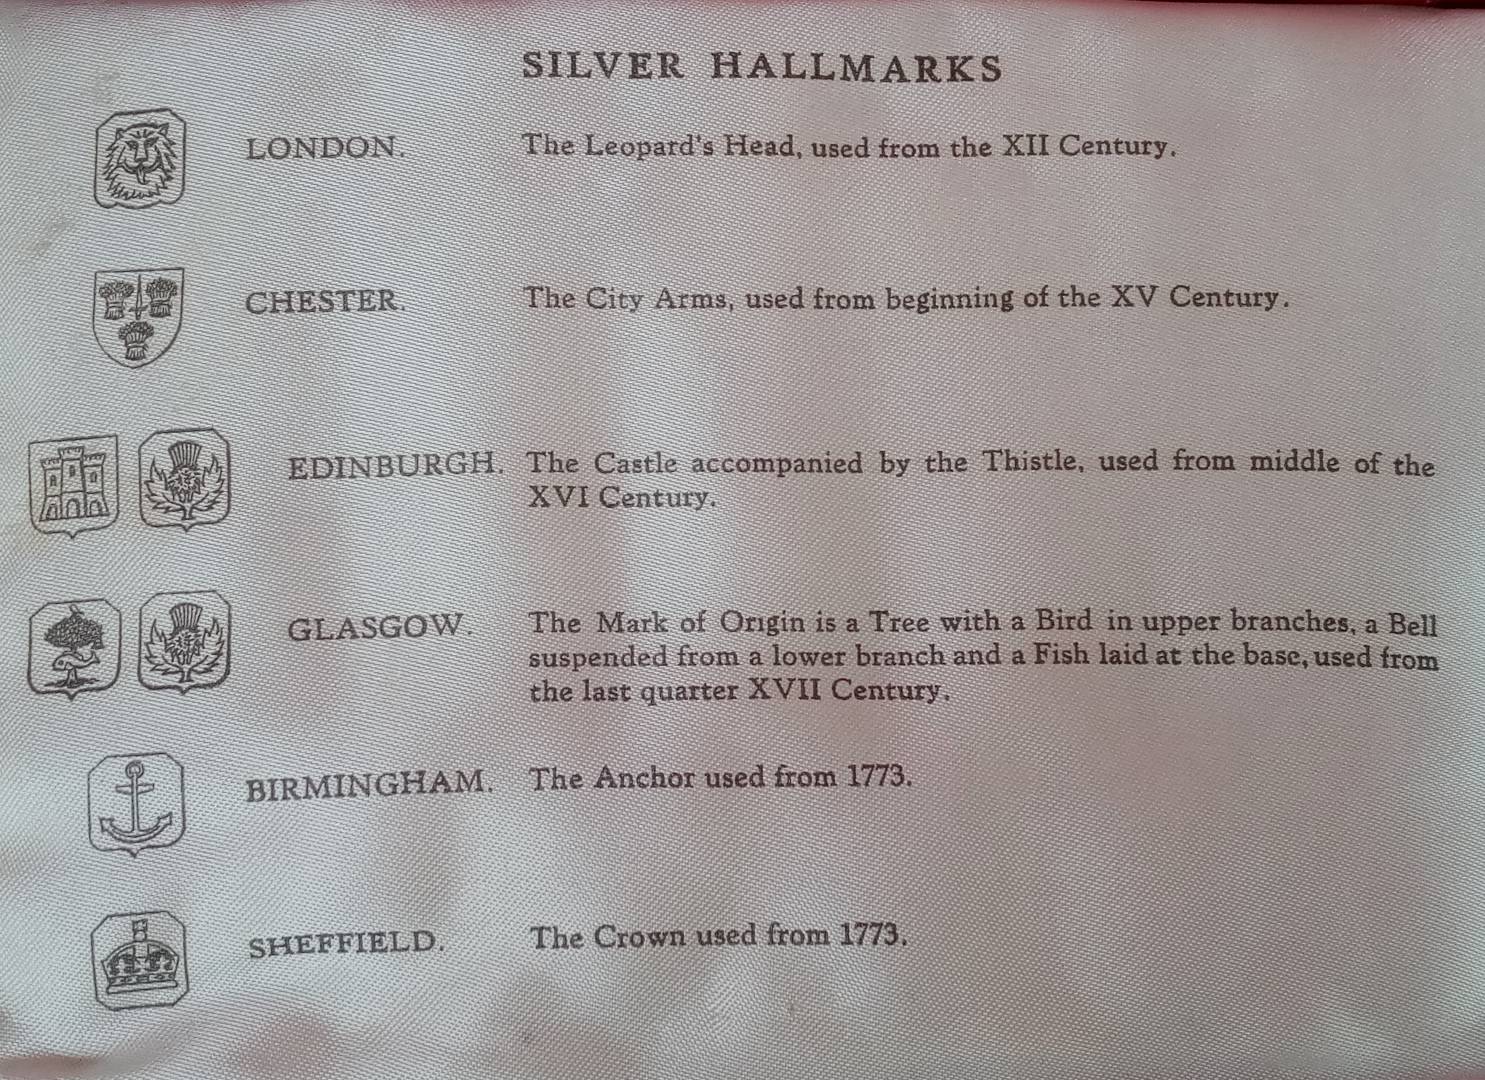 SILVER HALLMARKS
LONDON. The Leopard's Head, used from the XII Century.
CHESTER. The City Arms, used from beginning of the XV Century.
EDINBURGH. The Castle accompanied by the Thistle, used from middle of the
XVI Century.
GLASGOW. The Mark of Origin is a Tree with a Bird in upper branches, a Bell
suspended from a lower branch and a Fish laid at the base, used from
the last quarter XVII Century.
BIRMINGHAM. The Anchor used from 1773.
SHEFFIELD. The Crown used from 1773.